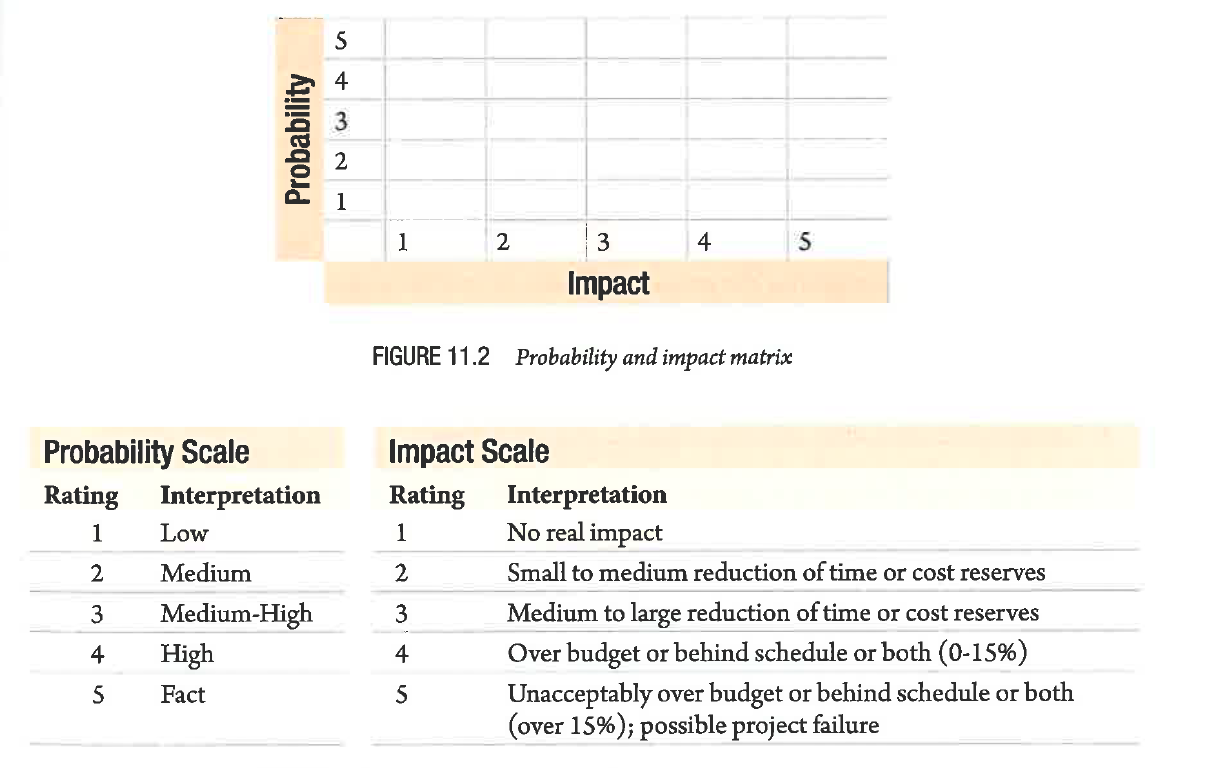 Probability
5
4
3
2
1
1 2 3 4 5
Impact
FIGURE 11.2 Probability and impact matrix
Probability Scale
Rating Interpretation
1 Low
2 Medium
3 Medium-High
4 High
5 Fact
Impact Scale
Rating Interpretation
1 No real impact
2 Small to medium reduction of time or cost reserves
3 Medium to large reduction of time or cost reserves
4 Over budget or behind schedule or both (0-15%)
5 Unacceptably over budget or behind schedule or both
(over 15%); possible project failure